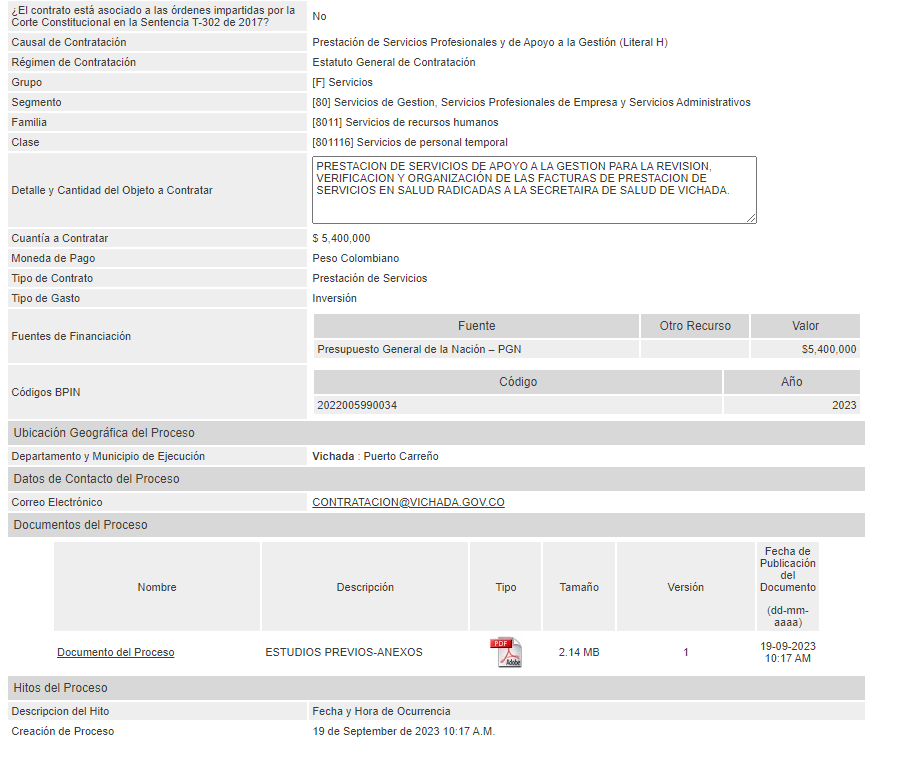 ¿El contrato está asociado a las órdenes impartidas por la
Corte Constitucional en la Sentencia T-302 de 2017?
No
Causal de Contratación
Prestación de Servicios Profesionales y de Apoyo a la Gestión (Literal H)
Régimen de Contratación
Estatuto General de Contratación
Grupo
[F] Servicios
Segmento
[80] Servicios de Gestion, Servicios Profesionales de Empresa y Servicios Administrativos
Familia
[8011] Servicios de recursos humanos
Clase
[801116] Servicios de personal temporal
Detalle y Cantidad del Objeto a Contratar
PRESTACION DE SERVICIOS DE APOYO A LA GESTION PARA LA REVISION,
VERIFICACION Y ORGANIZACIÓN DE LAS FACTURAS DE PRESTACION DE
SERVICIOS EN SALUD RADICADAS A LA SECRETAIRA DE SALUD DE VICHADA.
Cuantía a Contratar
$ 5,400,000
Moneda de Pago
Peso Colombiano
Tipo de Contrato
Prestación de Servicios
Tipo de Gasto
Inversión
Fuentes de Financiación
Fuente
Otro Recurso
Valor
Presupuesto General de la Nación – PGN
$5,400,000
Códigos BPIN
Código
Año
2022005990034
2023
Ubicación Geográfica del Proceso
Departamento y Municipio de Ejecución
Vichada : Puerto Carreño
Datos de Contacto del Proceso
Correo Electrónico
CONTRATACION@VICHADA.GOV.CO
Documentos del Proceso
Nombre
Descripción
Tipo
Tamaño
Versión
Fecha de
Publicación
del
Documento
(dd-mm-
aaaa)
Documento del Proceso
ESTUDIOS PREVIOS-ANEXOS
PDF
Adobe
2.14 MB
1
19-09-2023
10:17 AM
Hitos del Proceso
Descripcion del Hito
Fecha y Hora de Ocurrencia
Creación de Proceso
19 de September de 2023 10:17 A.M.